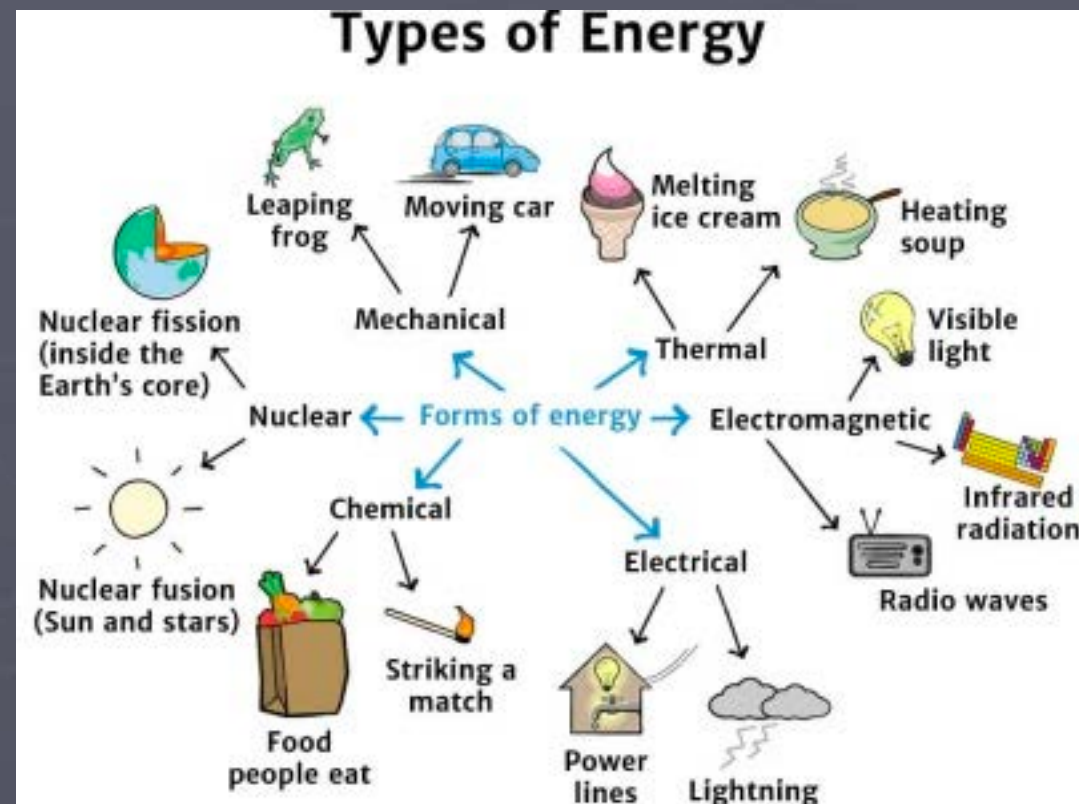 Types of Energy
Leaping
frog
Moving car
Melting
ice cream
Heating
soup
Nuclear fission
(inside the
Earth's core)
Mechanical
Thermal
Visible
light
Nuclear
Forms of energy
Electromagnetic
Chemical
Infrared
radiation
Electrical
Nuclear fusion
(Sun and stars)
Radio waves
Striking a
match
Food
people eat
Power
lines
Lightning